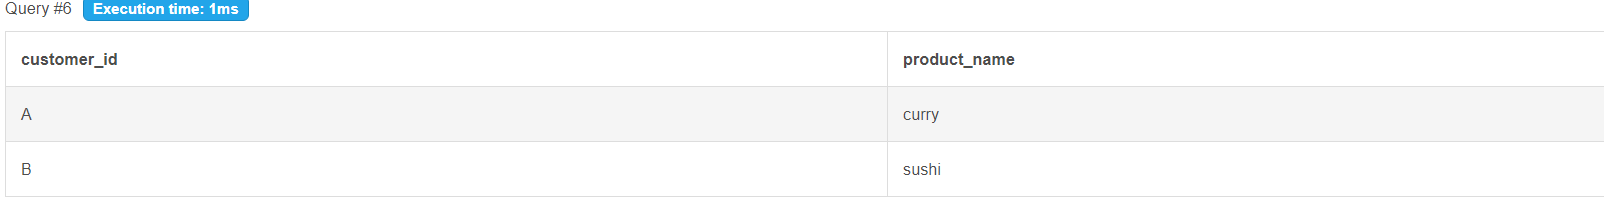 Query #6 Execution time: 1ms
customer_id product_name
A curry
B sushi